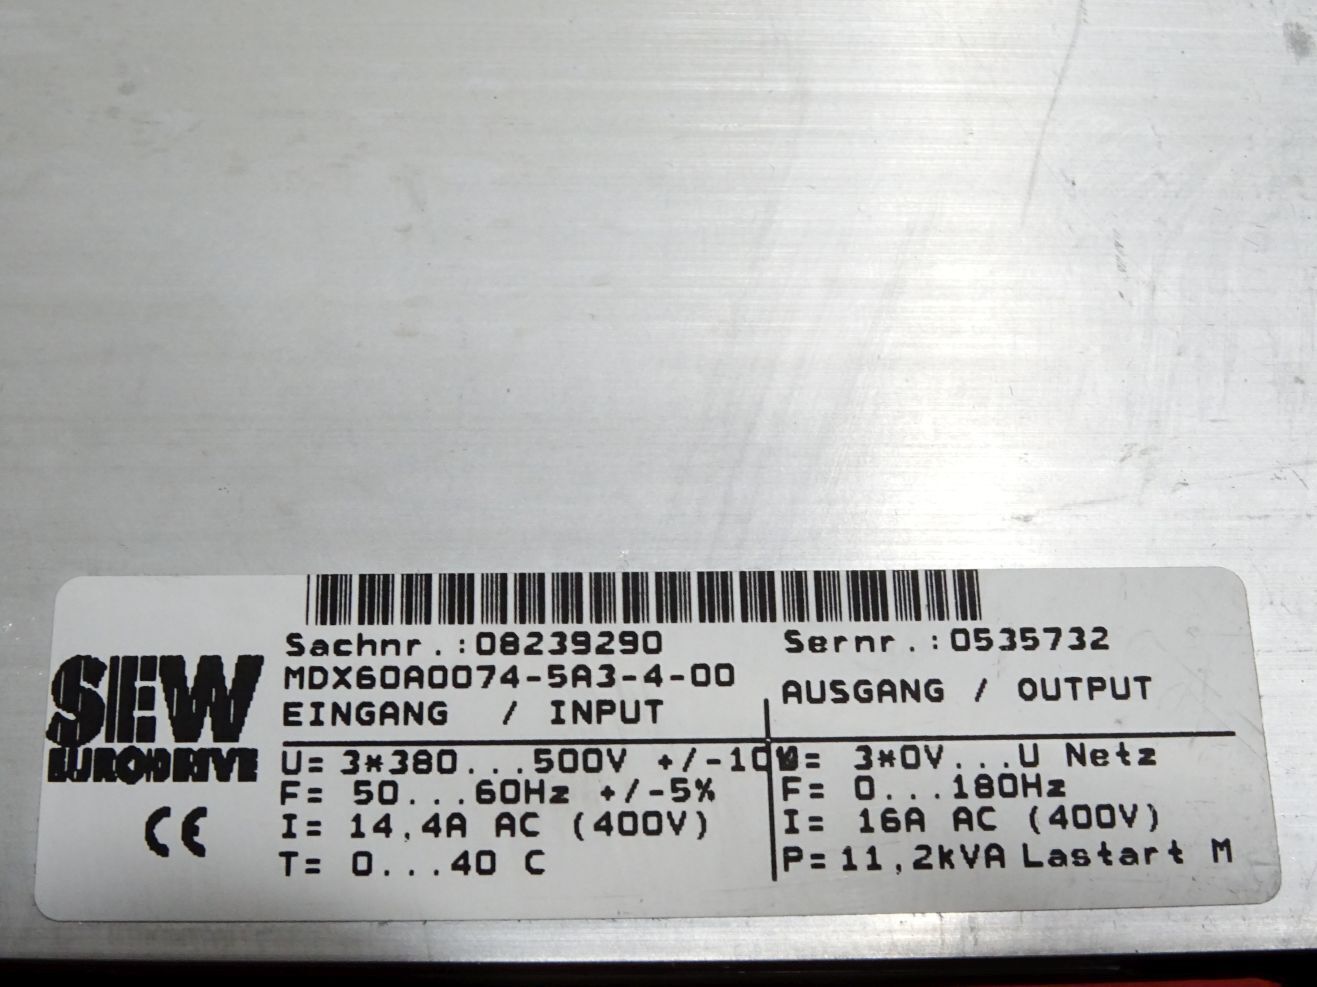 Sachnr.:08239290
Sernr.:0535732
MDX60A0074-5A3-4-00
EINGANG / INPUT
AUSGANG / OUTPUT
SEW
EURODRIVE
CE
U= 3*380...500V +/-10
F= 50...60Hz +/-5%
I= 14,4A AC (400V)
T= 0...40 C
U= 3*0V...U Netz
F= 0...180Hz
I= 16A AC (400V)
P= 11,2kVA Lastart M